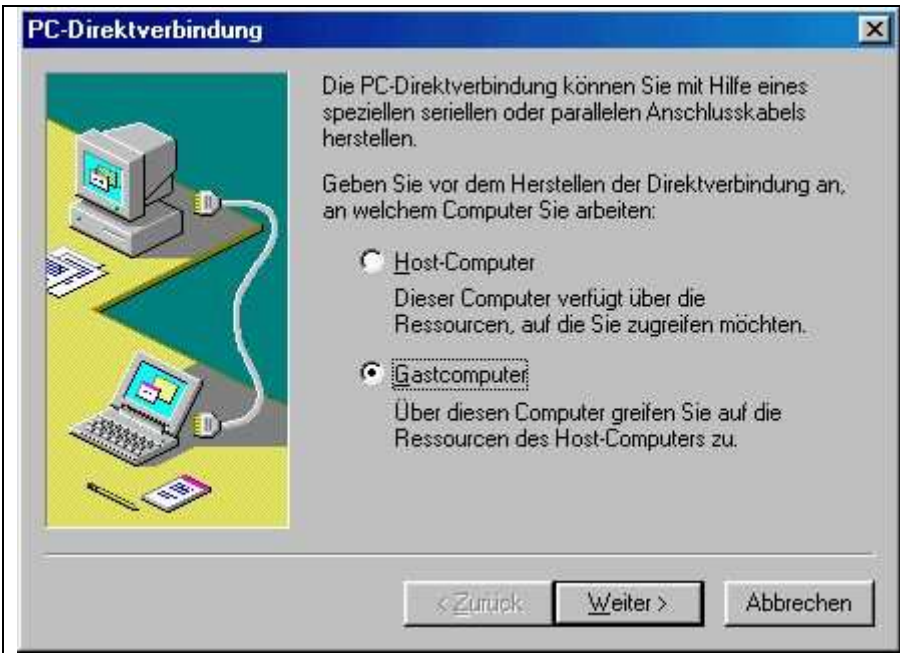 PC-Direktverbindung
Die PC-Direktverbindung können Sie mit Hilfe eines
speziellen seriellen oder parallelen Anschlusskabels
herstellen.
Geben Sie vor dem Herstellen der Direktverbindung an,
an welchem Computer Sie arbeiten:
Host-Computer
Dieser Computer verfügt über die
Ressourcen, auf die Sie zugreifen möchten.
Gastcomputer
Über diesen Computer greifen Sie auf die
Ressourcen des Host-Computers zu.
< Zurück Weiter > Abbrechen